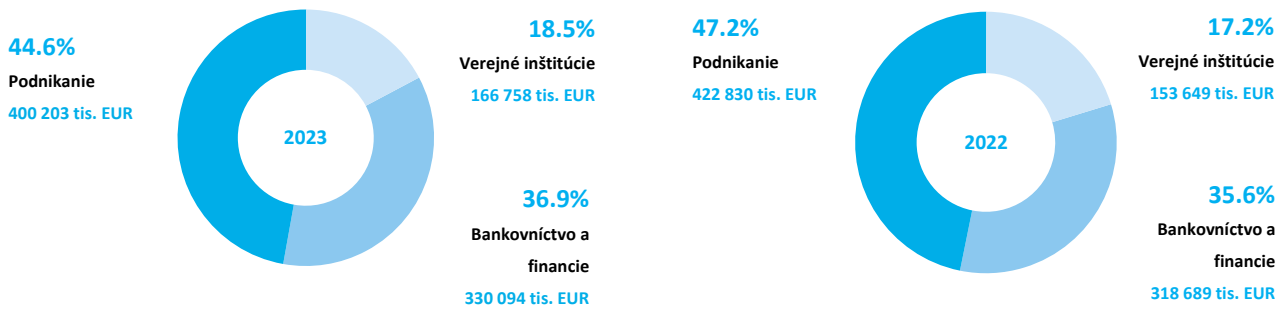 44.6%
Podnikanie
400 203 tis. EUR
2023
18.5%
Verejné inštitúcie
166 758 tis. EUR
36.9%
Bankovníctvo a
financie
330 094 tis. EUR
47.2%
Podnikanie
422 830 tis. EUR
2022
17.2%
Verejné inštitúcie
153 649 tis. EUR
35.6%
Bankovníctvo a
financie
318 689 tis. EUR